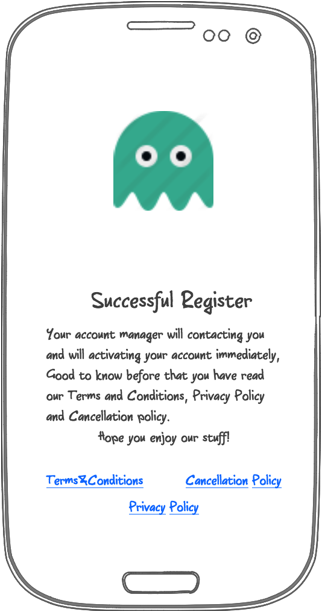 Successful Register
Your account manager will contacting you
and will activating your account immediately,
Good to know before that you have read
our Terms and Conditions, Privacy Policy
and Cancellation policy.
Hope you enjoy our stuff!
Terms&Conditions Cancellation Policy
Privacy Policy